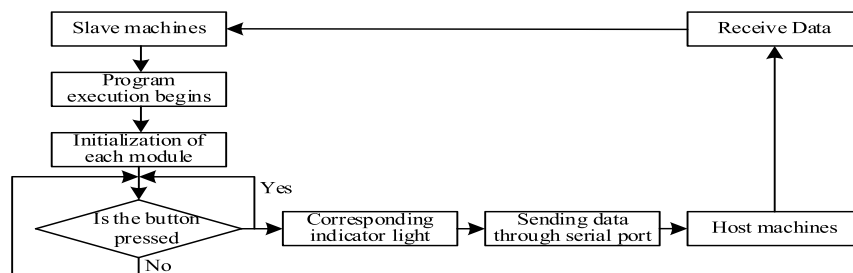 Slave machines
Receive Data
Program
execution begins
Initialization of
each module
Yes
Is the button
pressed
Corresponding
indicator light
Sending data
through serial port
Host machines
No